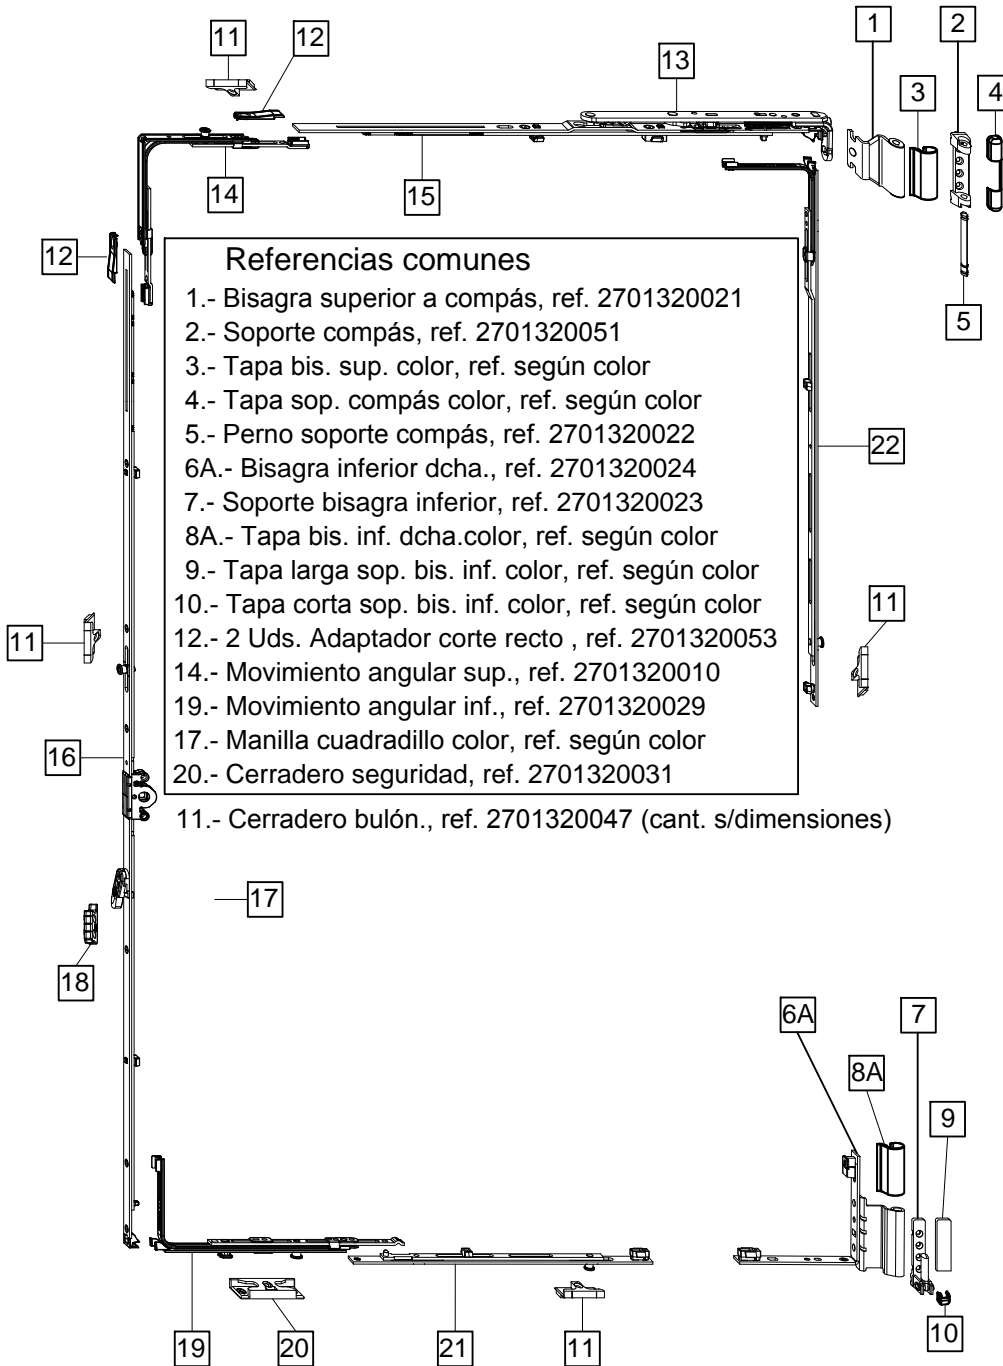 11
12
13
1
2
3
4
14
15
12
5
Referencias comunes
1.- Bisagra superior a compás, ref. 2701320021
2.- Soporte compás, ref. 2701320051
3.- Tapa bis. sup. color, ref. según color
4.- Tapa sop. compás color, ref. según color
5.- Perno soporte compás, ref. 2701320022
6A.- Bisagra inferior dcha., ref. 2701320024
7.- Soporte bisagra inferior, ref. 2701320023
8A.- Tapa bis. inf. dcha.color, ref. según color
9.- Tapa larga sop. bis. inf. color, ref. según color
10.- Tapa corta sop. bis. inf. color, ref. según color
12.- 2 Uds. Adaptador corte recto , ref. 2701320053
14.- Movimiento angular sup., ref. 2701320010
19.- Movimiento angular inf., ref. 2701320029
17.- Manilla cuadradillo color, ref. según color
20.- Cerradero seguridad, ref. 2701320031
11.- Cerradero bulón., ref. 2701320047 (cant. s/dimensiones)
22
11
11
16
17
18
6A
7
8A
9
19
20
21
11
10